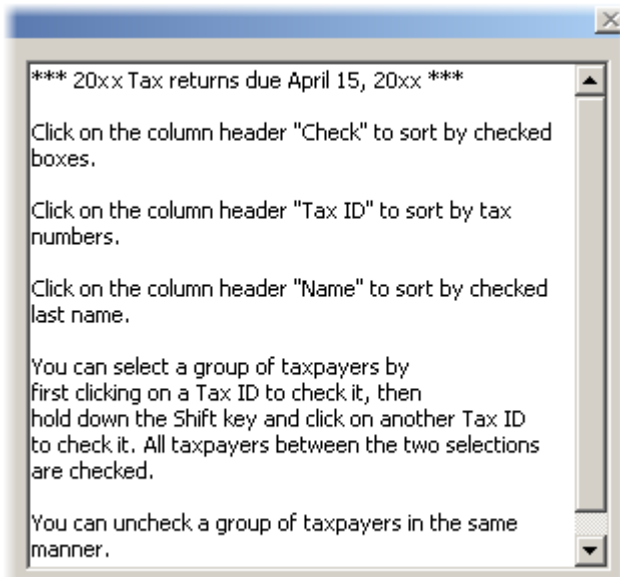 *** 20xx Tax returns due April 15, 20xx ***
Click on the column header "Check" to sort by checked
boxes.
Click on the column header "Tax ID" to sort by tax
numbers.
Click on the column header "Name" to sort by checked
last name.
You can select a group of taxpayers by
first clicking on a Tax ID to check it, then
hold down the Shift key and click on another Tax ID
to check it. All taxpayers between the two selections
are checked.
You can uncheck a group of taxpayers in the same
manner.